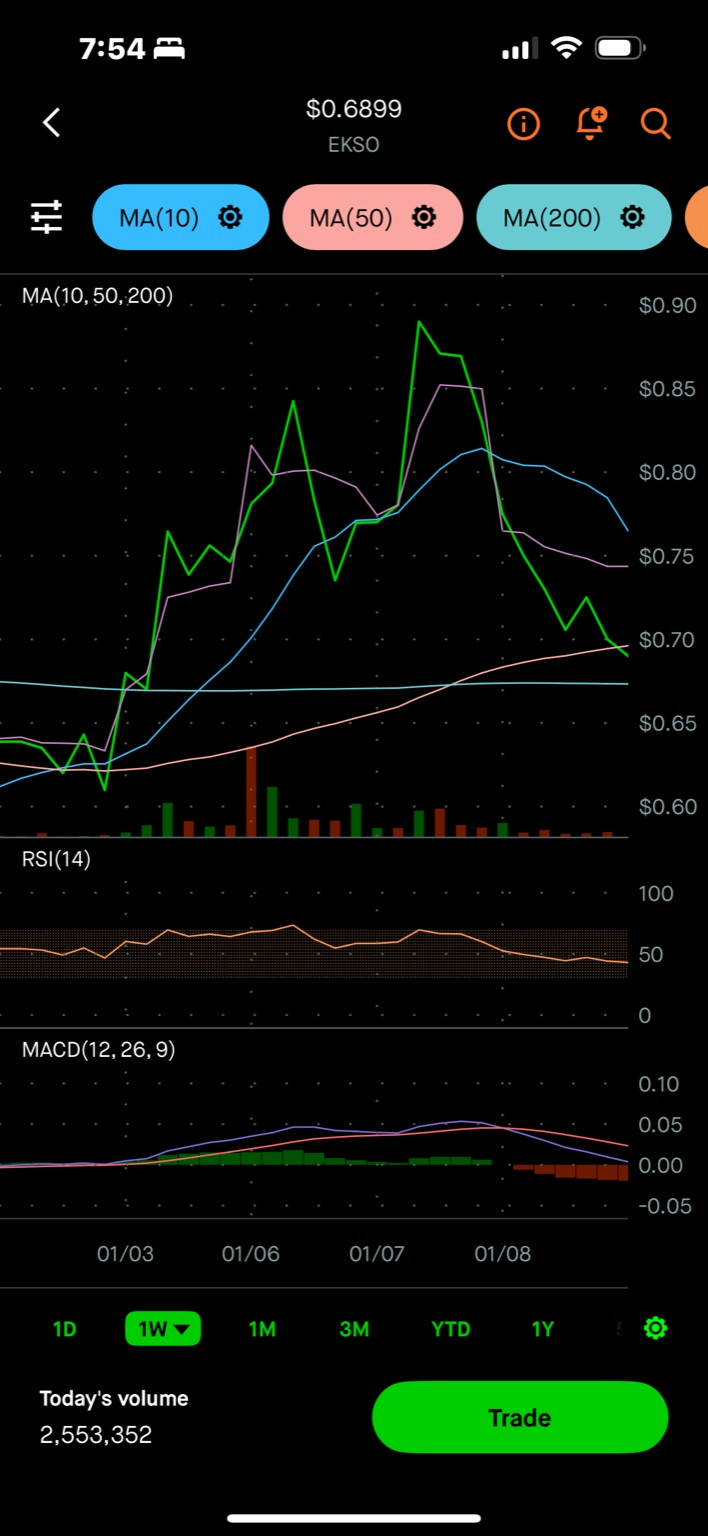 7:54
$0.6899
EKSO
MA(10) MA(50) MA(200)
MA(10,50,200)
$0.90
$0.85
$0.80
$0.75
$0.70
$0.65
$0.60
RSI(14)
100
50
0
MACD(12,26,9)
0.10
0.05
0.00
-0.05
01/03 01/06 01/07 01/08
1D 1W 1M 3M YTD 1Y
Today's volume
2,553,352
Trade